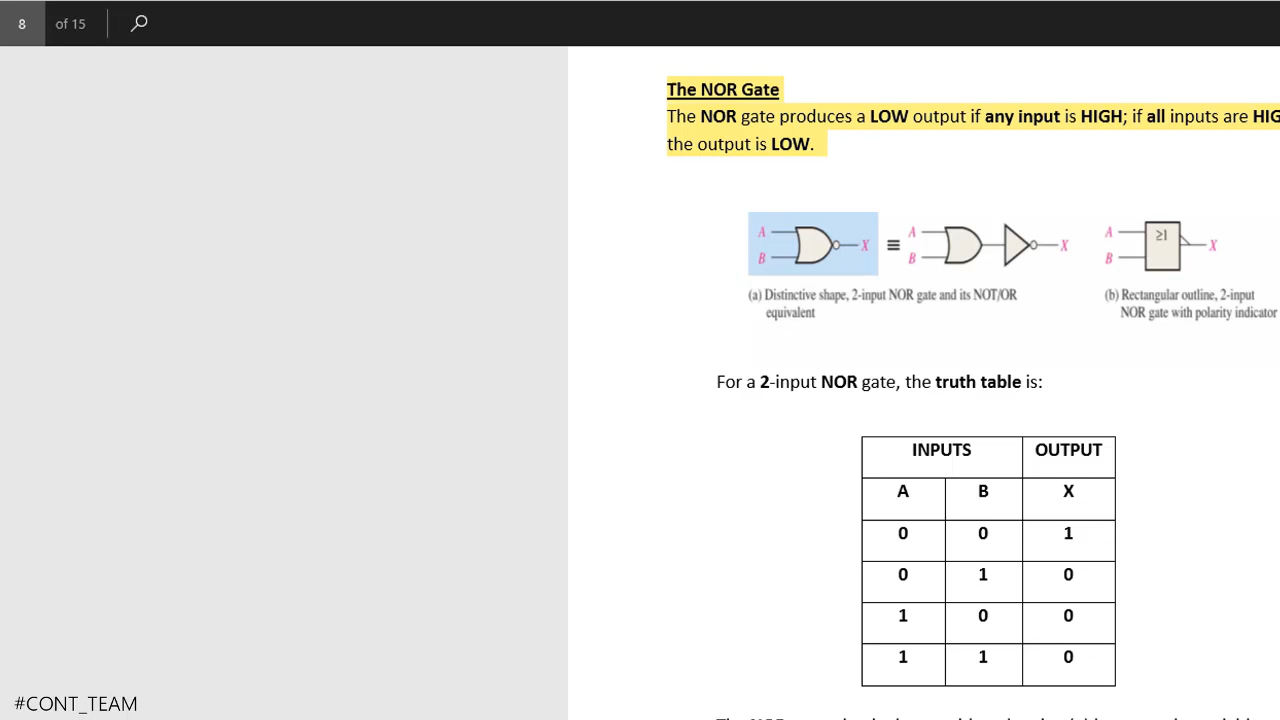 8 of 15
The NOR Gate
The NOR gate produces a LOW output if any input is HIGH; if all inputs are HIG
the output is LOW.
A B X ≡ A B X A B ≥1 X
(a) Distinctive shape, 2-input NOR gate and its NOT/OR
equivalent
(b) Rectangular outline, 2-input
NOR gate with polarity indicator
For a 2-input NOR gate, the truth table is:
INPUTS OUTPUT
A B X
0 0 1
0 1 0
1 0 0
1 1 0
#CONT_TEAM